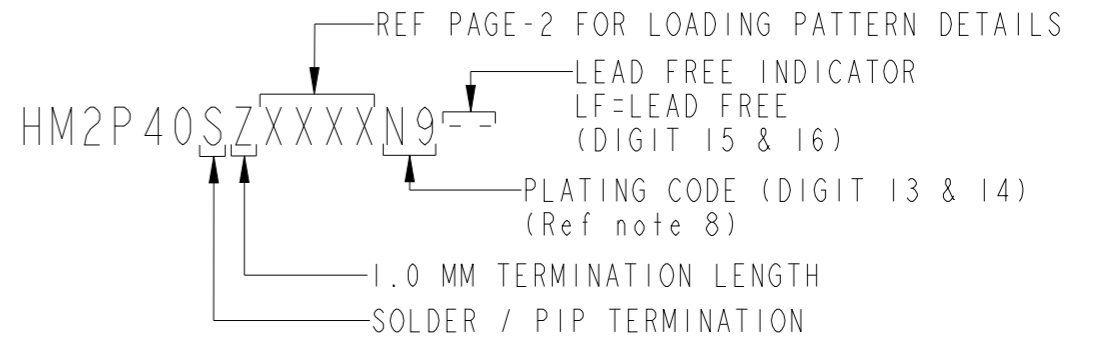 REF PAGE-2 FOR LOADING PATTERN DETAILS
LEAD FREE INDICATOR
LF=LEAD FREE
(DIGIT 15 & 16)
HM2P40SZXXXXN9--
PLATING CODE (DIGIT 13 & 14)
(Ref note 8)
1.0 MM TERMINATION LENGTH
SOLDER / PIP TERMINATION